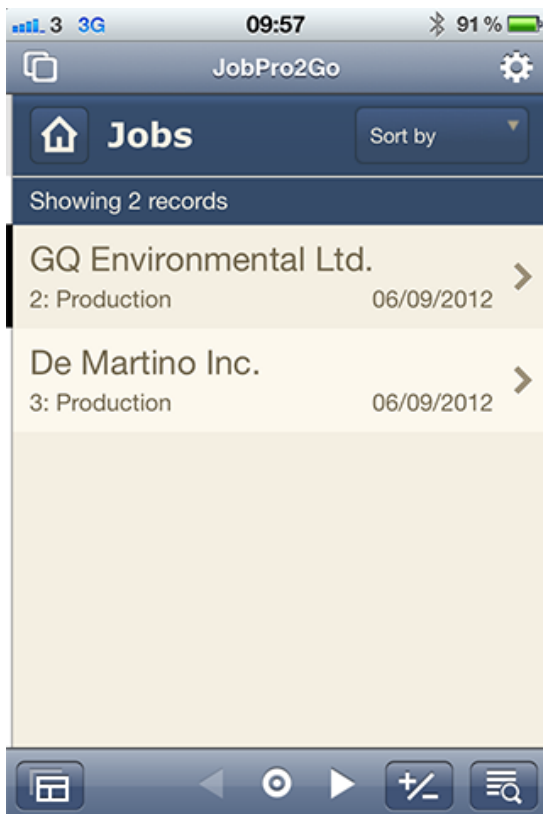 3 3G 09:57 91 %
JobPro2Go
Jobs Sort by
Showing 2 records
GQ Environmental Ltd.
2: Production 06/09/2012
De Martino Inc.
3: Production 06/09/2012